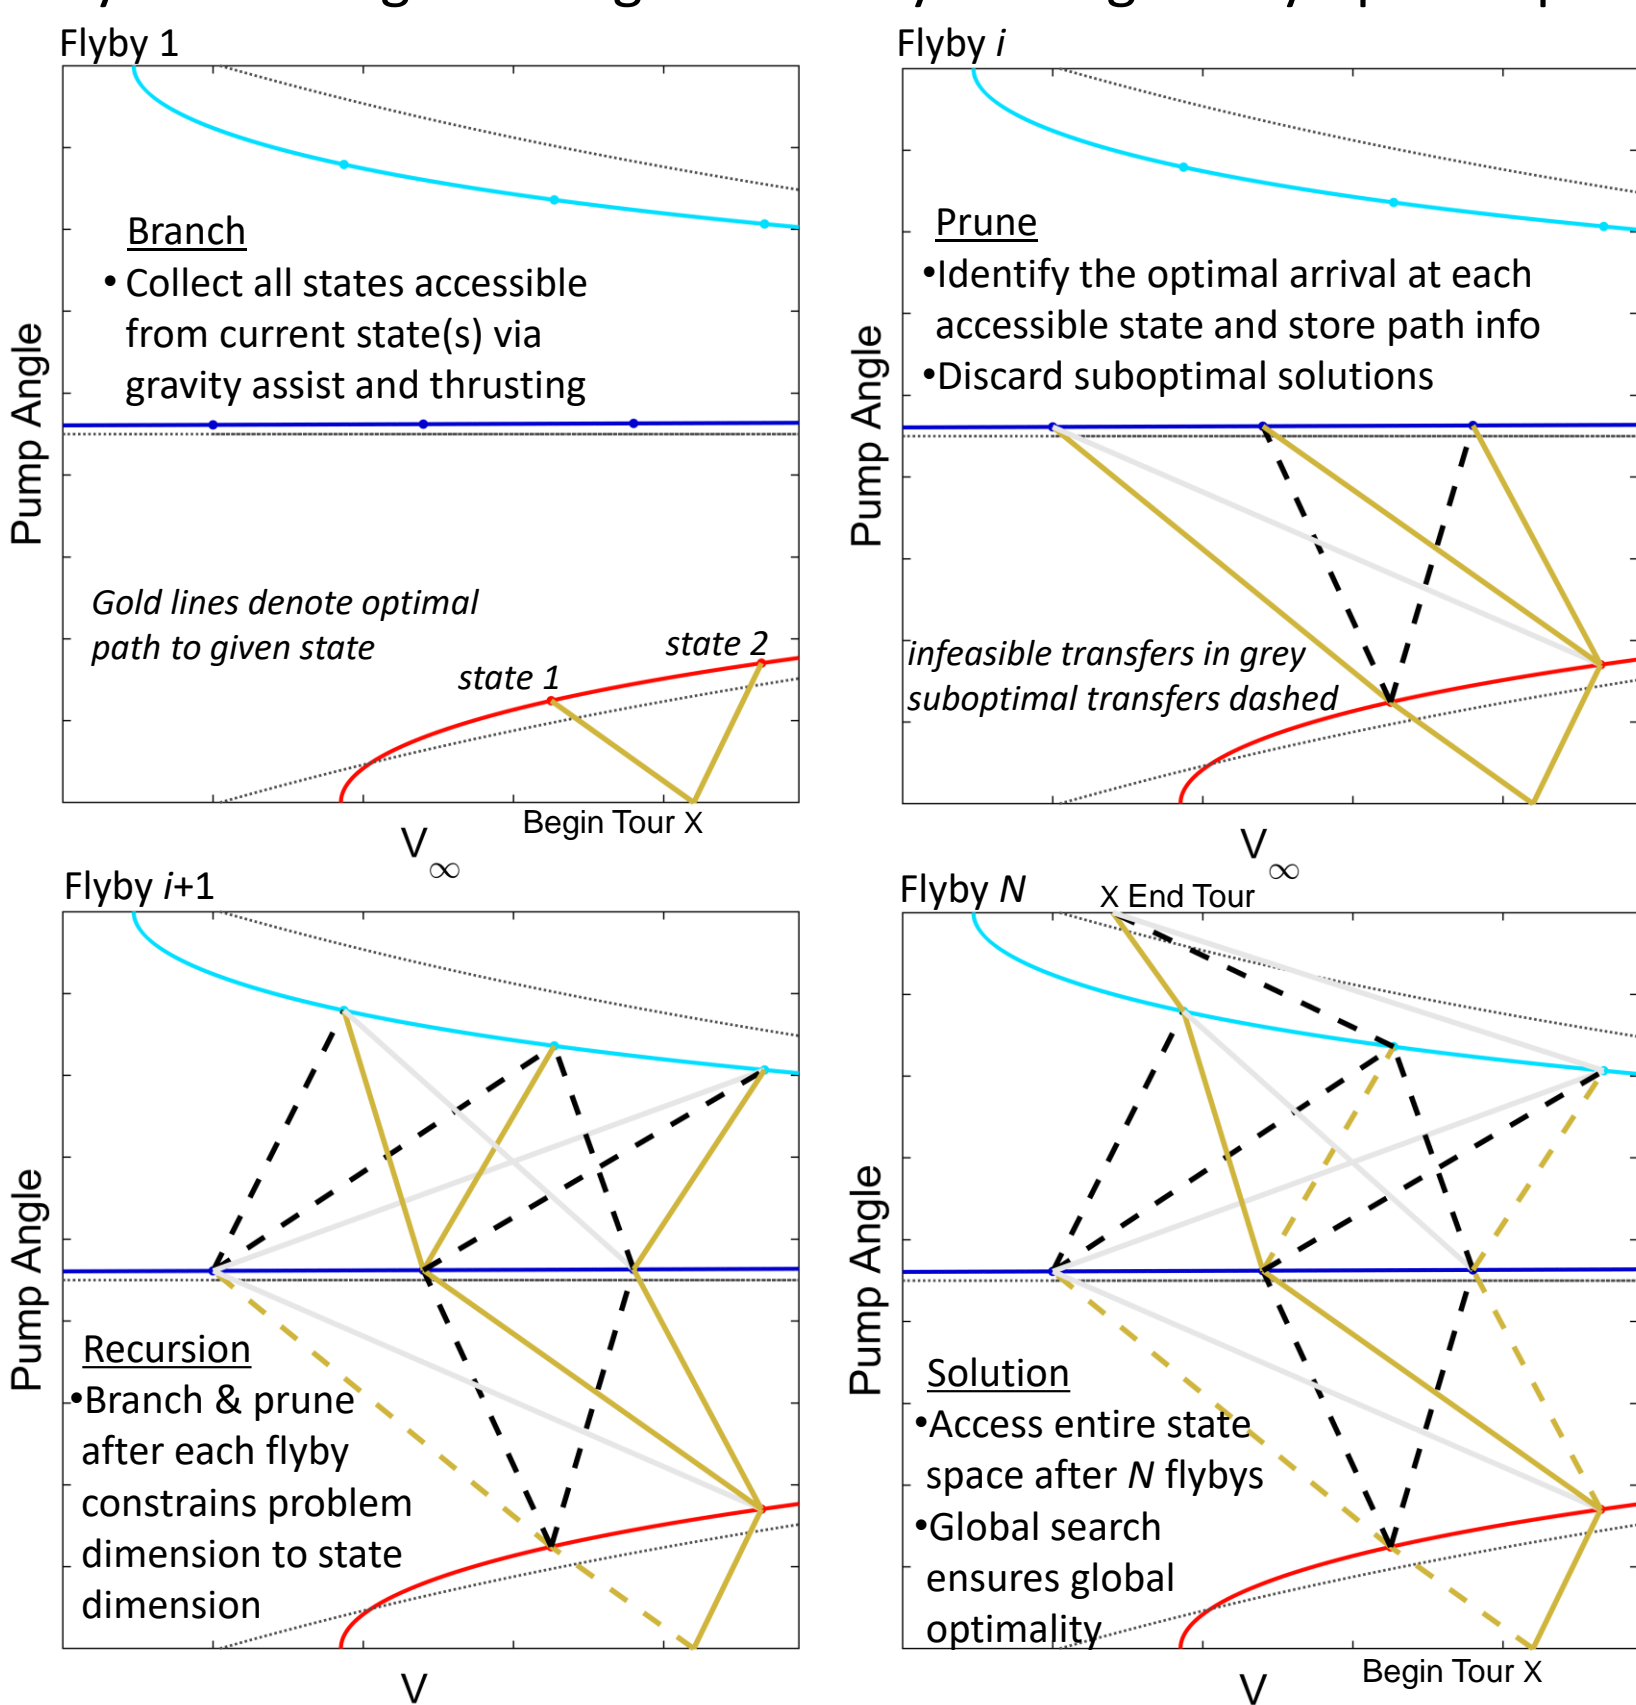 Flyby 1
Branch
• Collect all states accessible
from current state(s) via
gravity assist and thrusting
Pump Angle
Gold lines denote optimal
path to given state
state 1
state 2
Begin Tour X
V∞
Flyby i
Prune
•Identify the optimal arrival at each
accessible state and store path info
•Discard suboptimal solutions
Pump Angle
infeasible transfers in grey
suboptimal transfers dashed
V∞
Flyby i+1
Pump Angle
Recursion
•Branch & prune
after each flyby
constrains problem
dimension to state
dimension
V
Flyby N
X End Tour
Pump Angle
Solution
•Access entire state
space after N flybys
•Global search
ensures global
optimality
Begin Tour X
V